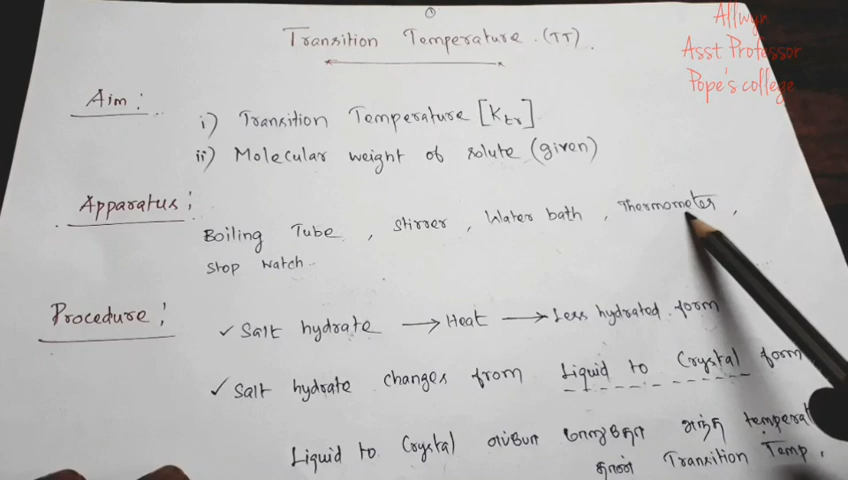 ①
Transition Temperature. (TT).
Allwyn
Asst Professor
Pope's college
Aim:
i) Transition Temperature [Ktr]
ii) Molecular weight of solute (given)
Apparatus:
Boiling Tube, Stirrer, Water bath, Thermometer,
Stop Watch.
Procedure:
✓ Salt hydrate → Heat → Less hydrated form
✓ Salt hydrate changes from Liquid to Crystal form
Liquid to Crystal எப்போ மாறுதோ அந்த temperat
தான் Transition Temp.